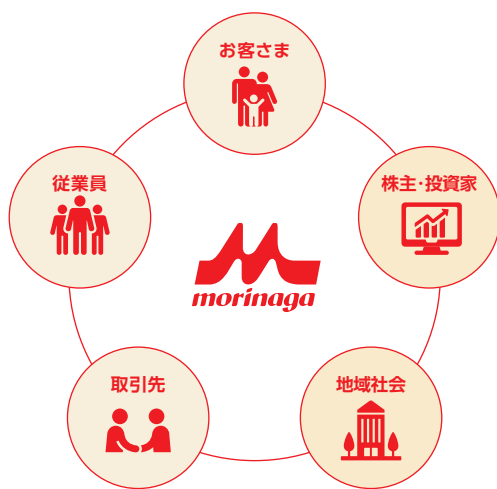 お客さま
従業員
株主・投資家
morinaga
取引先
地域社会